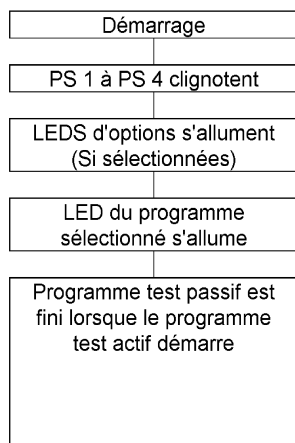 Démarrage
PS 1 à PS 4 clignotent
LEDS d'options s'allument
(Si sélectionnées)
LED du programme
sélectionné s'allume
Programme test passif est
fini lorsque le programme
test actif démarre